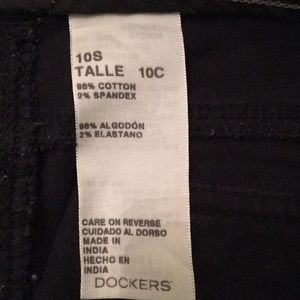 10S
TALLE 10C
98% COTTON
2% SPANDEX
98% ALGODÓN
2% ELASTANO
CARE ON REVERSE
CUIDADO AL DORSO
MADE IN
INDIA
HECHO EN
INDIA
DOCKERS